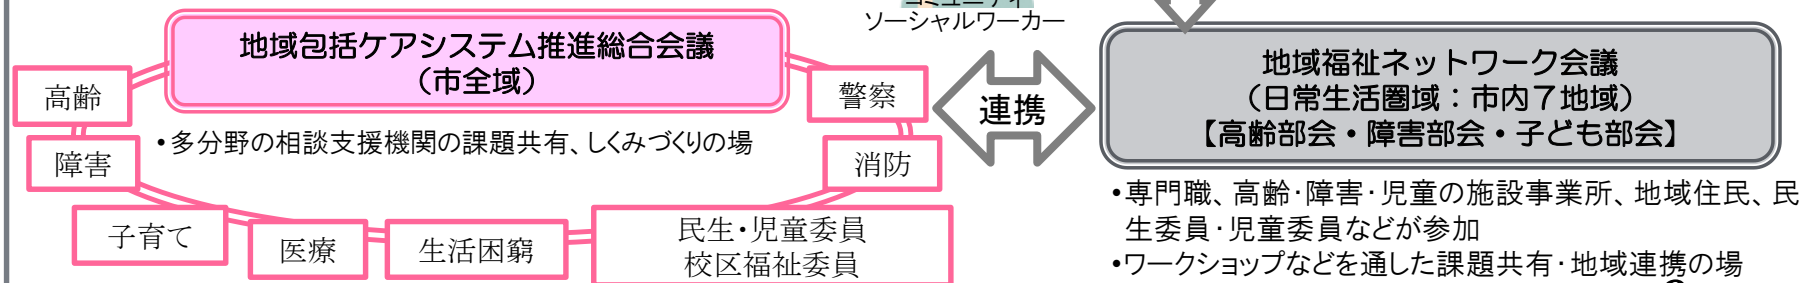 ソーシャルワーカー
地域包括ケアシステム推進総合会議
（市全域）
高齢
警察
•多分野の相談支援機関の課題共有、しくみづくりの場
障害
消防
子育て
医療
生活困窮
民生・児童委員
校区福祉委員
連携
地域福祉ネットワーク会議
（日常生活圏域：市内７地域）
【高齢部会・障害部会・子ども部会】
•専門職、高齢・障害・児童の施設事業所、地域住民、民
生委員・児童委員などが参加
•ワークショップなどを通した課題共有・地域連携の場